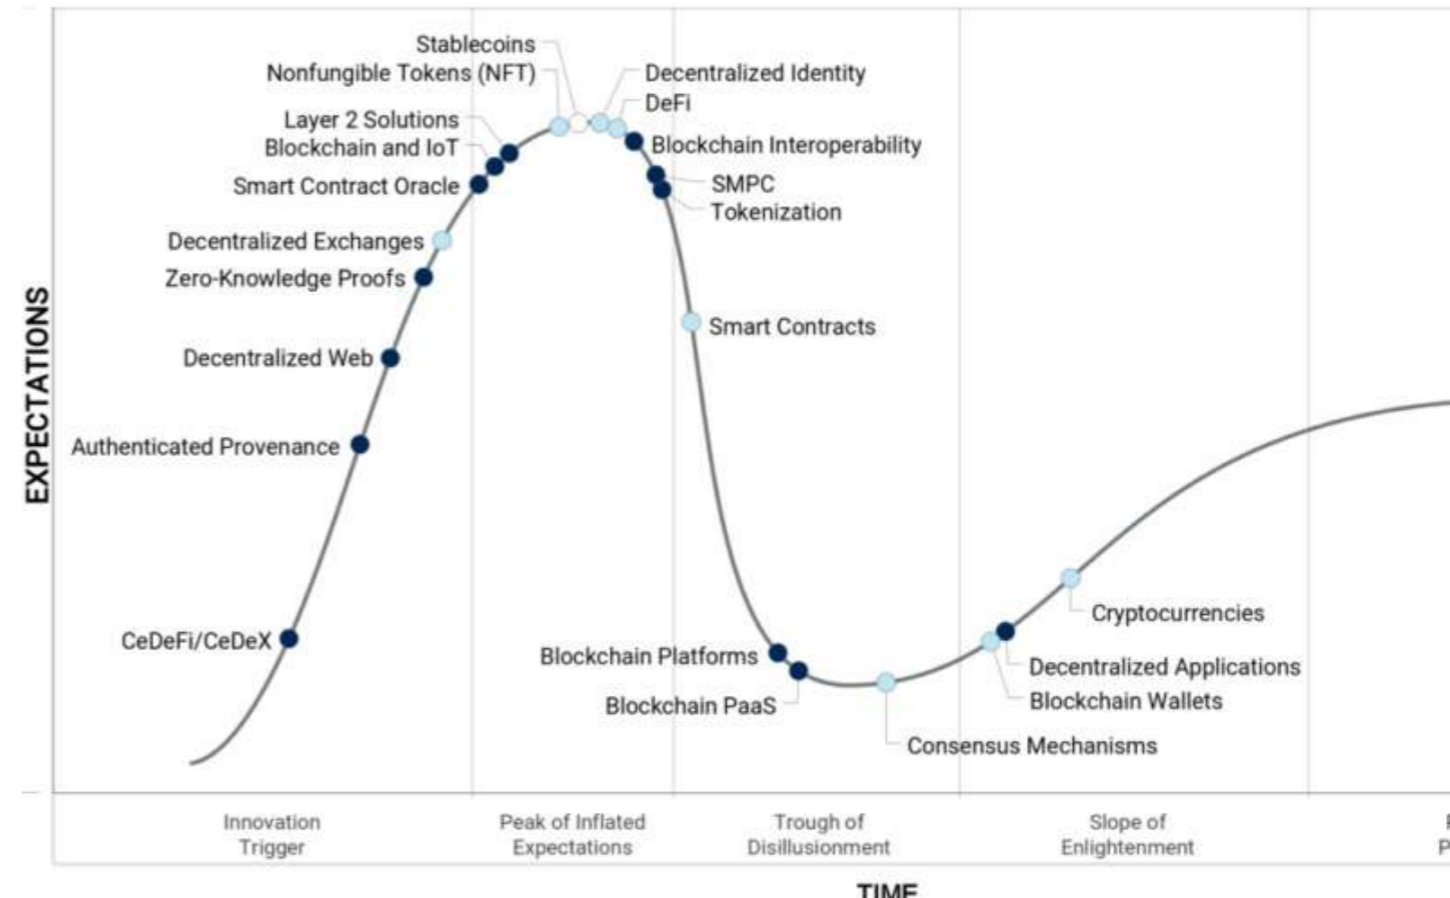 Stablecoins
Nonfungible Tokens (NFT)
Decentralized Identity
DeFi
Layer 2 Solutions
Blockchain and IoT
Blockchain Interoperability
Smart Contract Oracle
SMPC
Tokenization
Decentralized Exchanges
Zero-Knowledge Proofs
Smart Contracts
Decentralized Web
Authenticated Provenance
EXPECTATIONS
CeDeFi/CeDeX
Cryptocurrencies
Blockchain Platforms
Decentralized Applications
Blockchain PaaS
Blockchain Wallets
Consensus Mechanisms
Innovation
Trigger
Peak of Inflated
Expectations
Trough of
Disillusionment
Slope of
Enlightenment
TIME